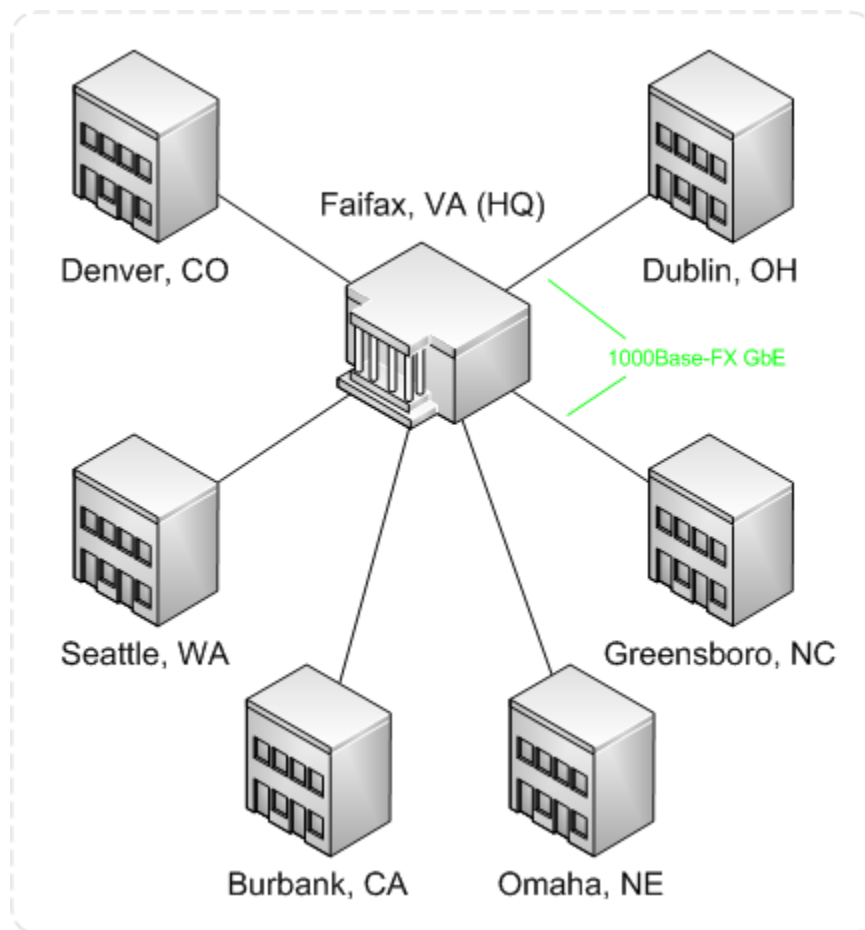 Faifax, VA (HQ)
Denver, CO
Dublin, OH
1000Base-FX GbE
Seattle, WA
Greensboro, NC
Burbank, CA
Omaha, NE